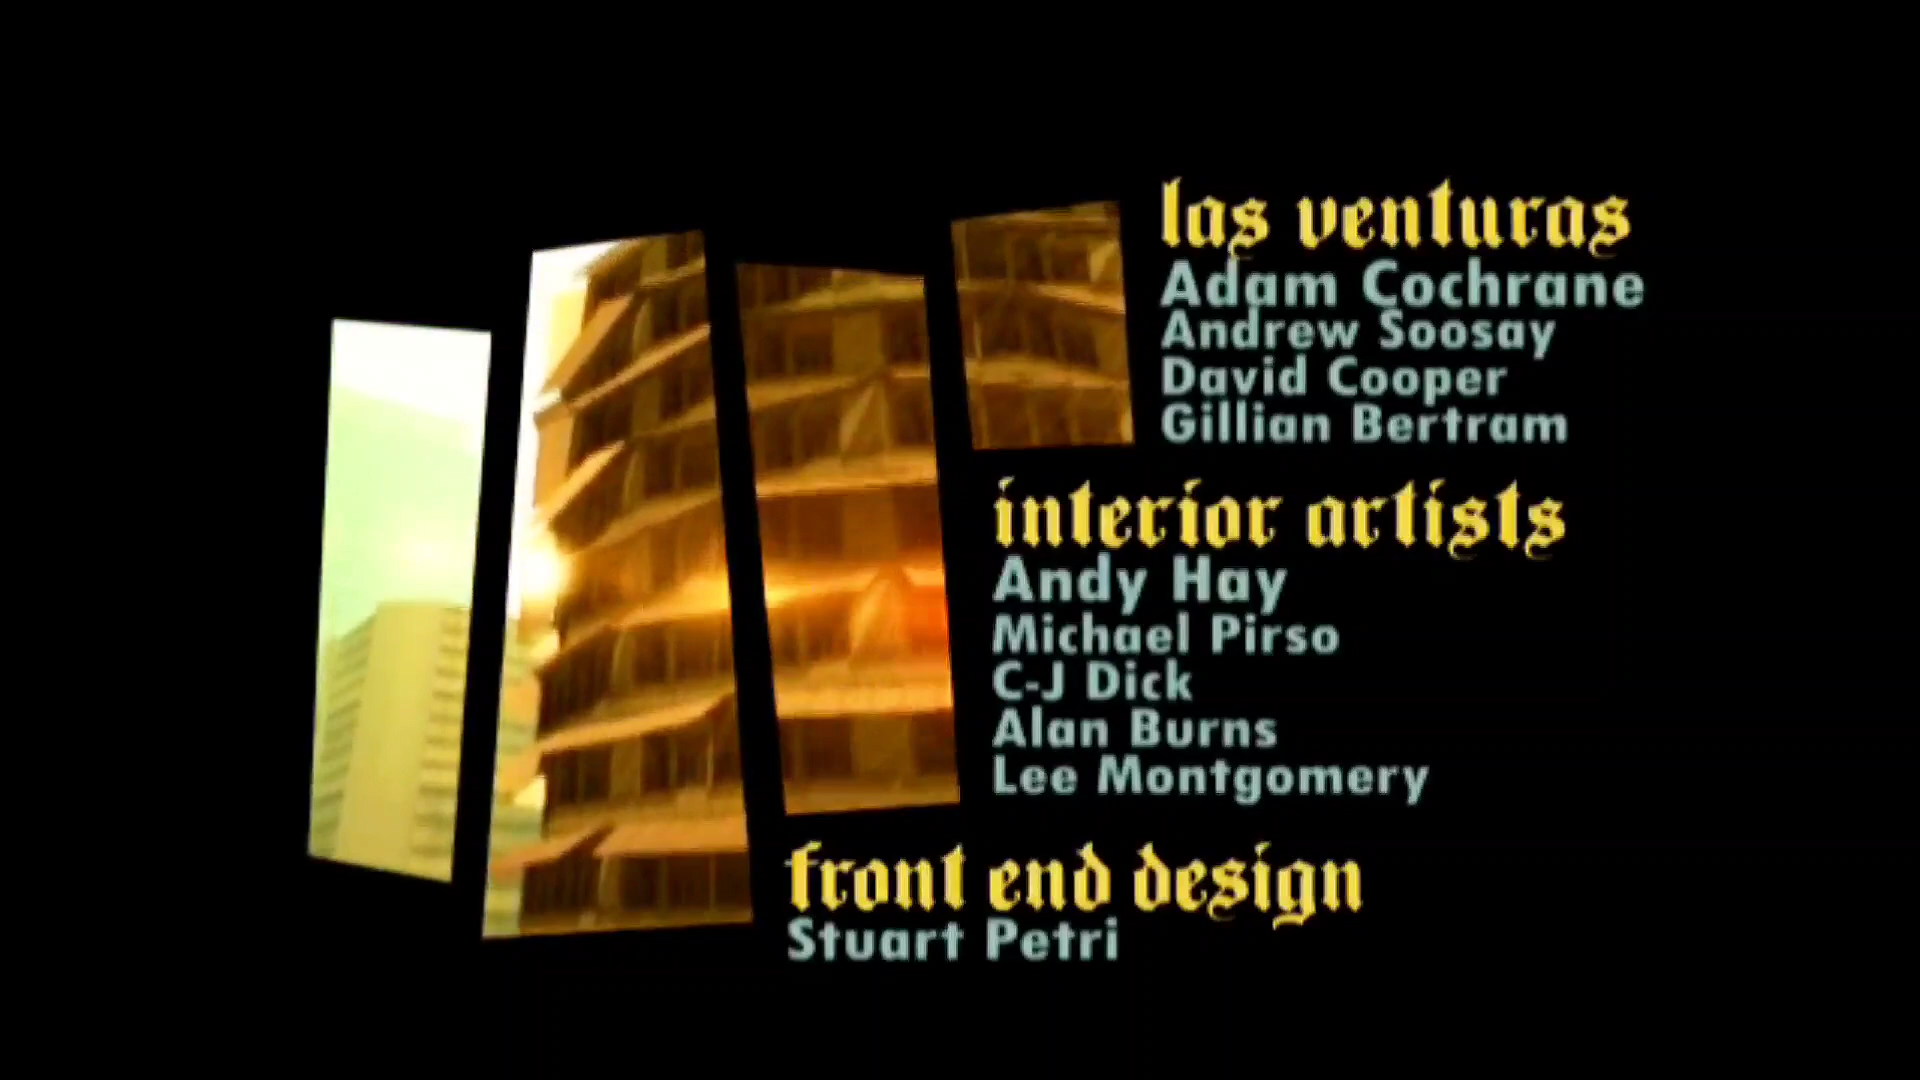 las venturas
Adam Cochrane
Andrew Soosay
David Cooper
Gillian Bertram
interior artists
Andy Hay
Michael Pirso
C-J Dick
Alan Burns
Lee Montgomery
front end design
Stuart Petri